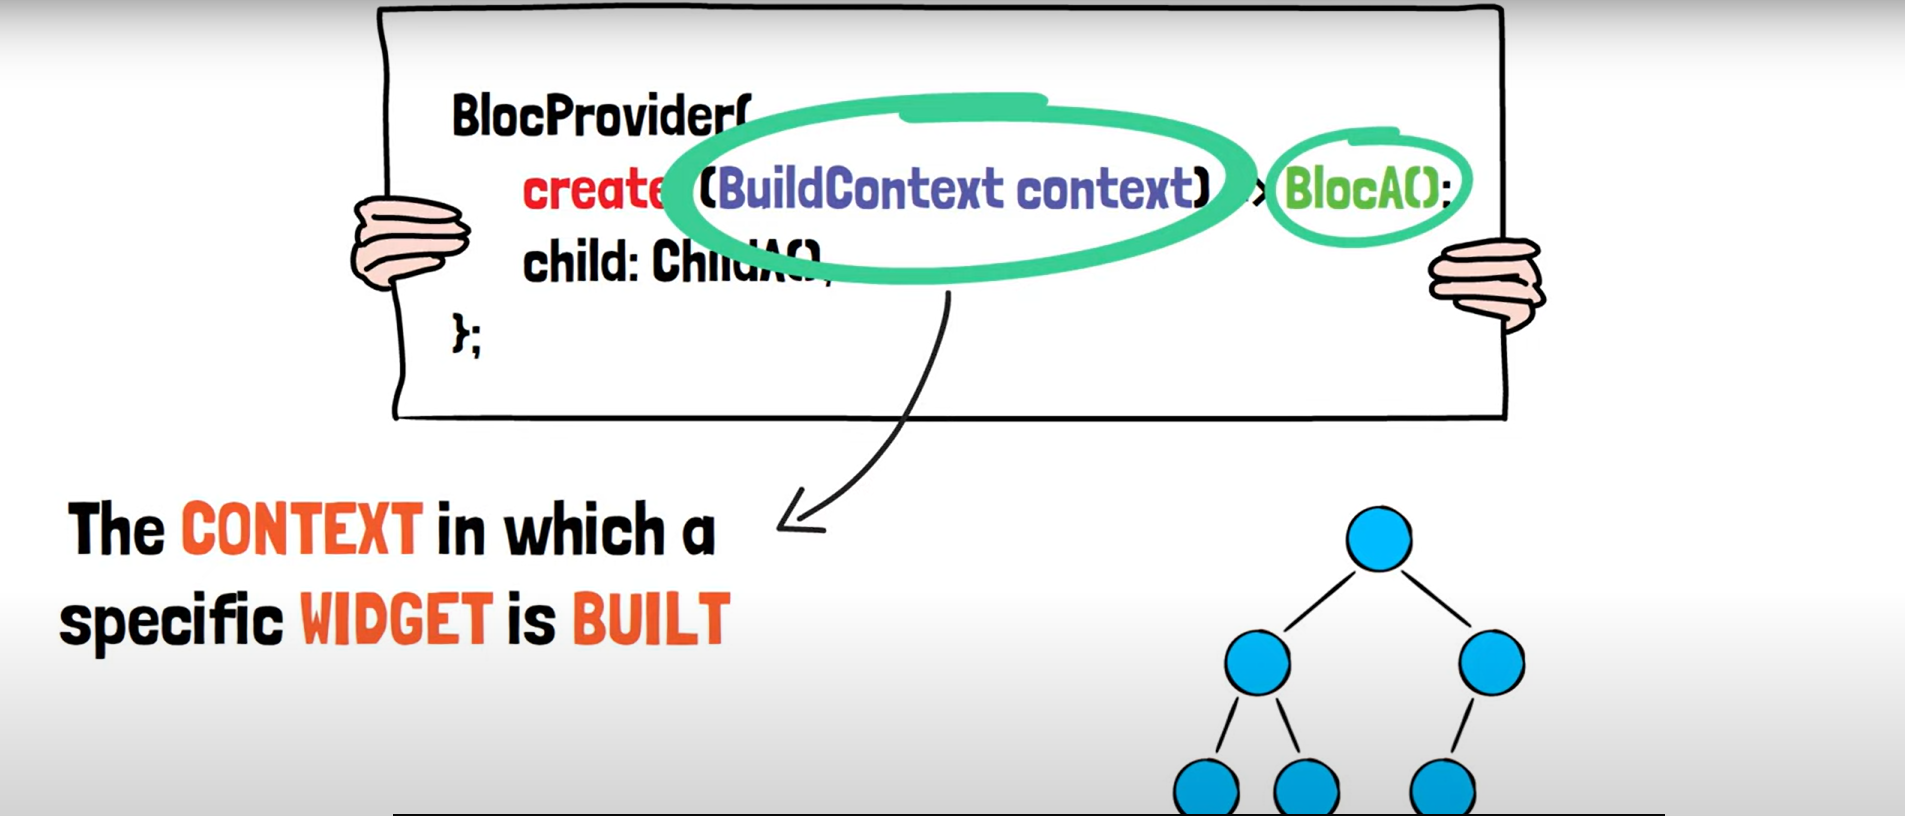 BlocProvider(
create (BuildContext context) > BlocA();
child: ChildA(),
};
The CONTEXT in which a
specific WIDGET is BUILT